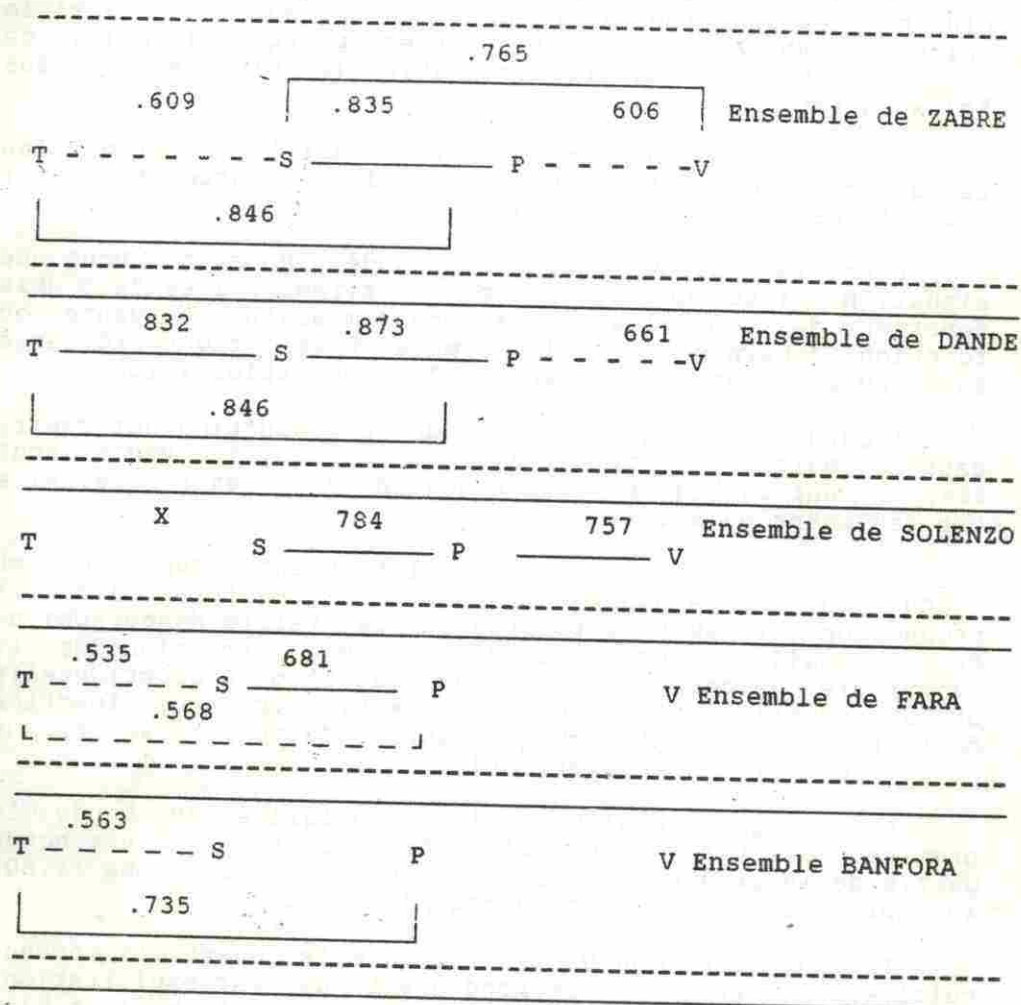 .765
.609 .835 606 Ensemble de ZABRE
T S P V
.846
832 .873 661 Ensemble de DANDE
T S P V
.846
X 784 757 Ensemble de SOLENZO
T S P V
.535 681
T S P V Ensemble de FARA
.568
.563
T S P V Ensemble BANFORA
.735